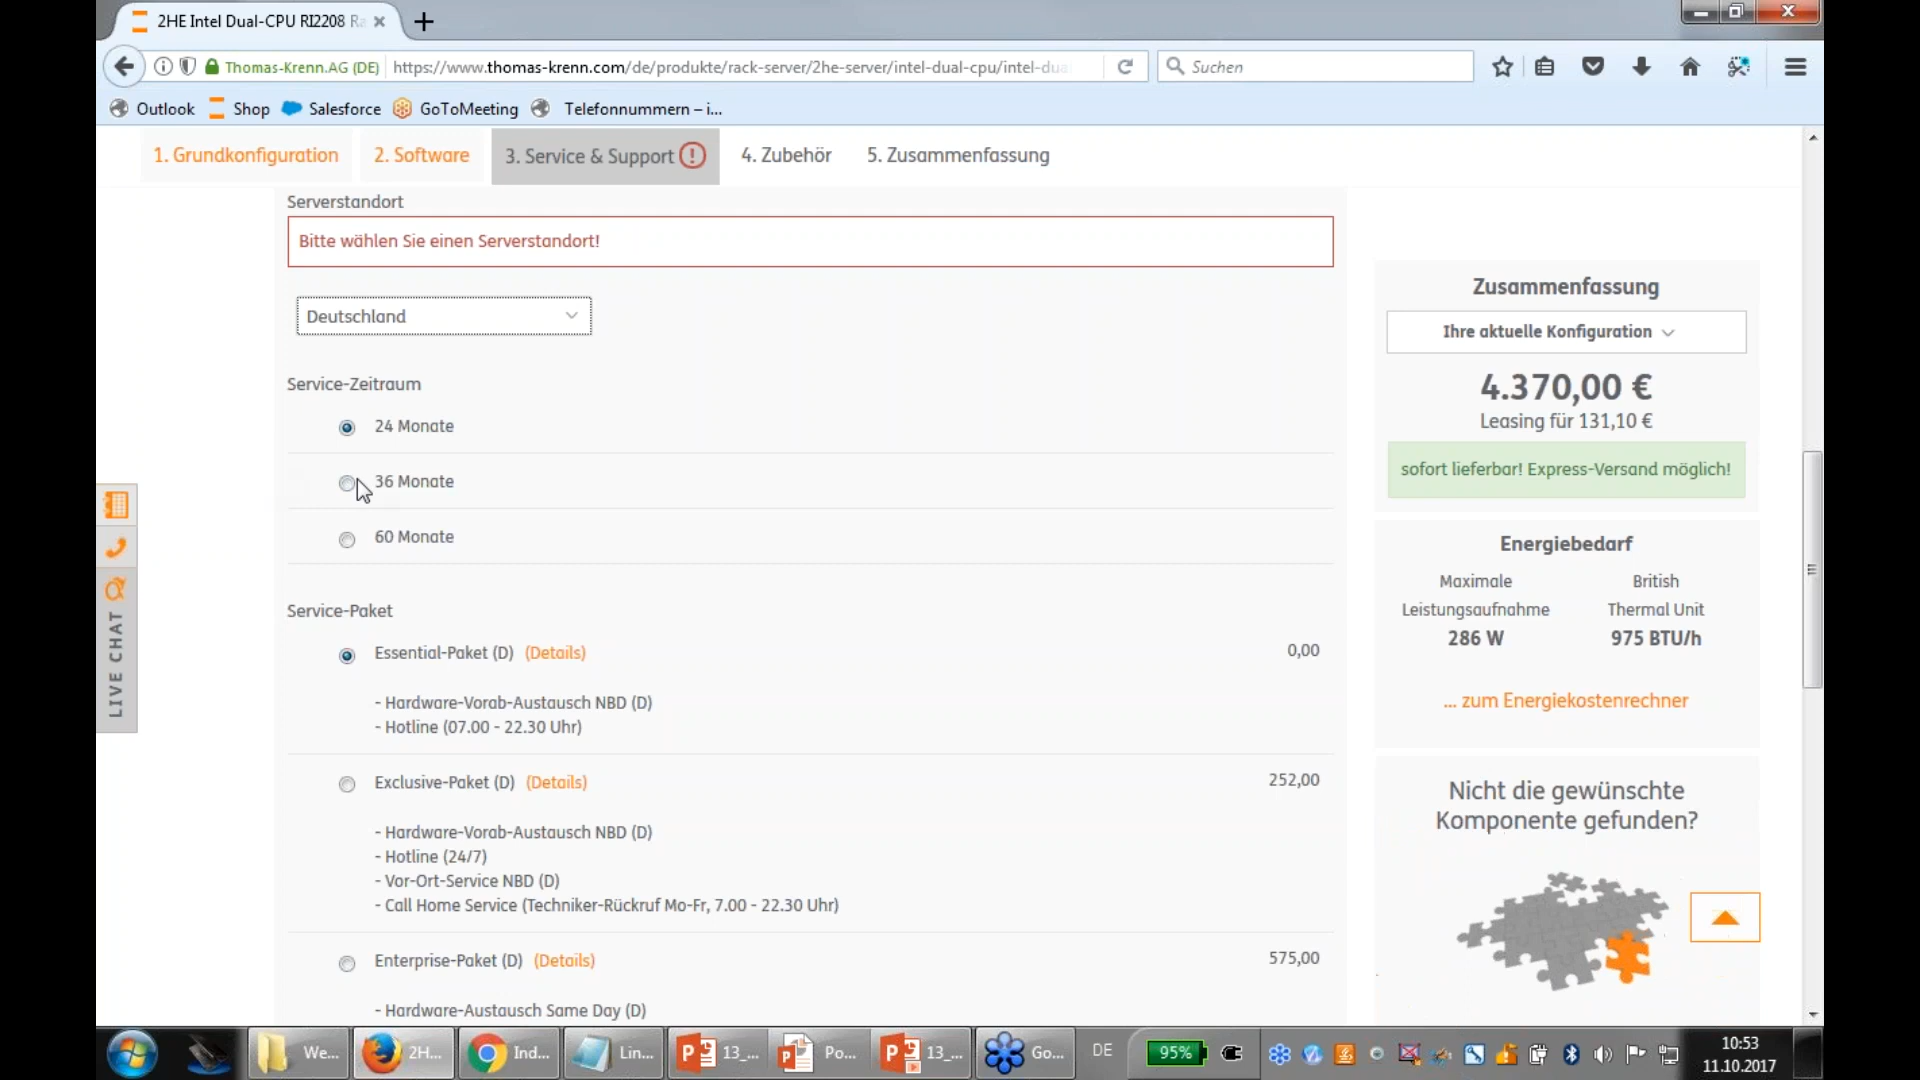 2HE Intel Dual-CPU RI2208 Ra
Thomas-Krenn.AG (DE)
https://www.thomas-krenn.com/de/produkte/rack-server/2he-server/intel-dual-cpu/intel-dua
Suchen
Outlook
Shop
Salesforce
GoToMeeting
Telefonnummern – i...
1. Grundkonfiguration
2. Software
3. Service & Support
4. Zubehör
5. Zusammenfassung
Serverstandort
Bitte wählen Sie einen Serverstandort!
Deutschland
Service-Zeitraum
24 Monate
36 Monate
60 Monate
Service-Paket
Essential-Paket (D) (Details) 0,00
- Hardware-Vorab-Austausch NBD (D)
- Hotline (07.00 - 22.30 Uhr)
Exclusive-Paket (D) (Details) 252,00
- Hardware-Vorab-Austausch NBD (D)
- Hotline (24/7)
- Vor-Ort-Service NBD (D)
- Call Home Service (Techniker-Rückruf Mo-Fr, 7.00 - 22.30 Uhr)
Enterprise-Paket (D) (Details) 575,00
- Hardware-Austausch Same Day (D)
Zusammenfassung
Ihre aktuelle Konfiguration
4.370,00 €
Leasing für 131,10 €
sofort lieferbar! Express-Versand möglich!
Energiebedarf
Maximale
Leistungsaufnahme
286 W
British
Thermal Unit
975 BTU/h
... zum Energiekostenrechner
Nicht die gewünschte
Komponente gefunden?
LIVE CHAT
We...
2H...
Ind...
Lin...
13_...
Po...
13_...
Go...
DE
95%
10:53
11.10.2017